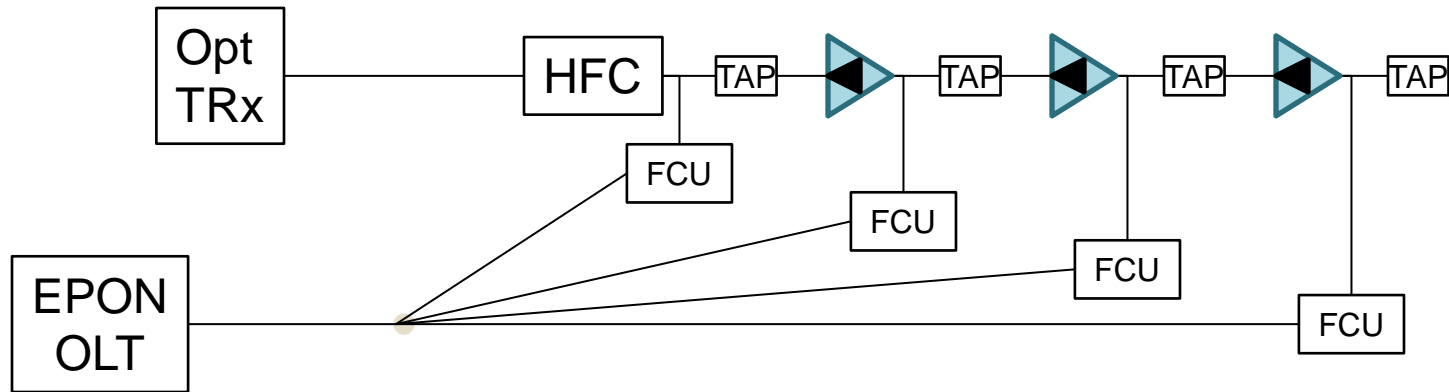 Opt
TRx
HFC
TAP
TAP
TAP
TAP
FCU
FCU
FCU
FCU
EPON
OLT